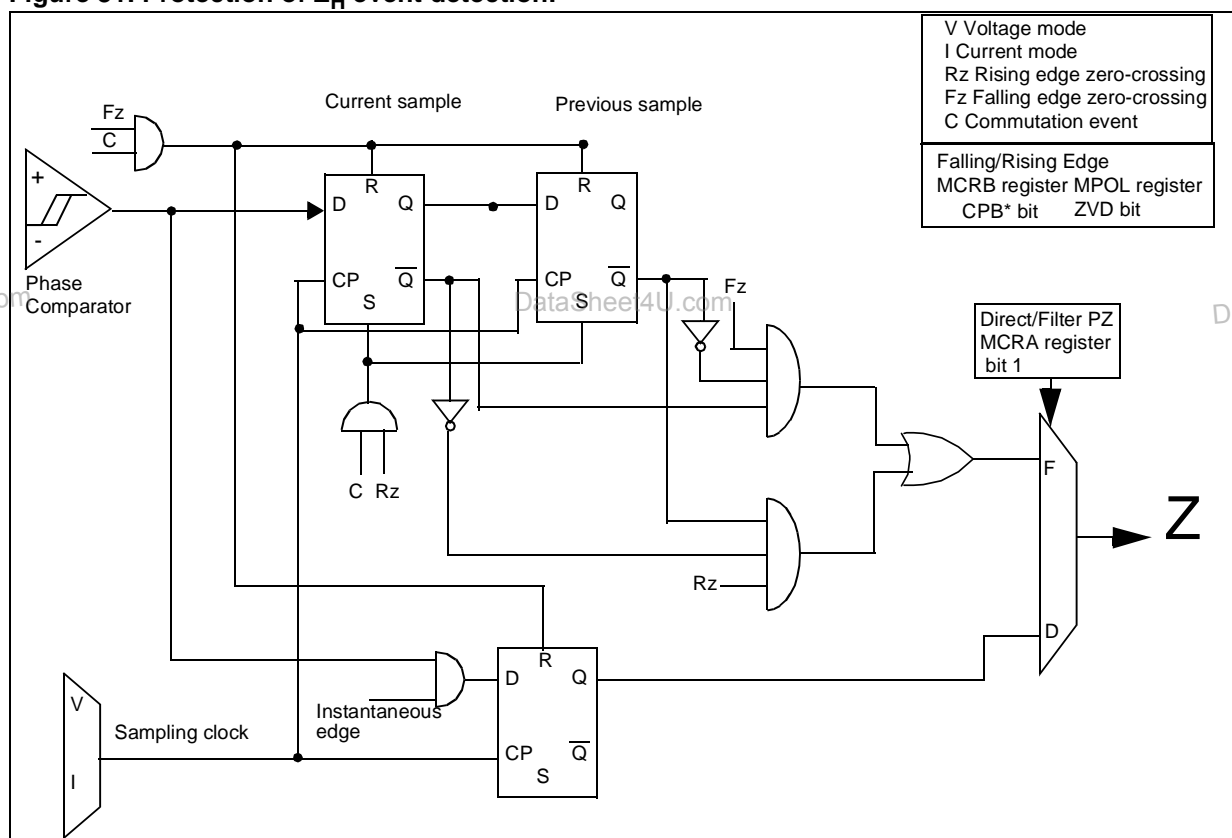 Figure 81. Protection of ZH event detection.
V Voltage mode
I Current mode
Rz Rising edge zero-crossing
Fz Falling edge zero-crossing
C Commutation event
Falling/Rising Edge
MCRB register MPOL register
CPB* bit ZVD bit
Current sample
Previous sample
Fz
C
+
-
Phase
Comparator
R
D
Q
CP
Q
S
R
D
Q
CP
Q
S
DataSheet4U.com
om
D
Fz
Direct/Filter PZ
MCRA register
bit 1
C Rz
F
Z
Rz
D
R
D
Q
Instantaneous
edge
CP
Q
S
V
Sampling clock
I